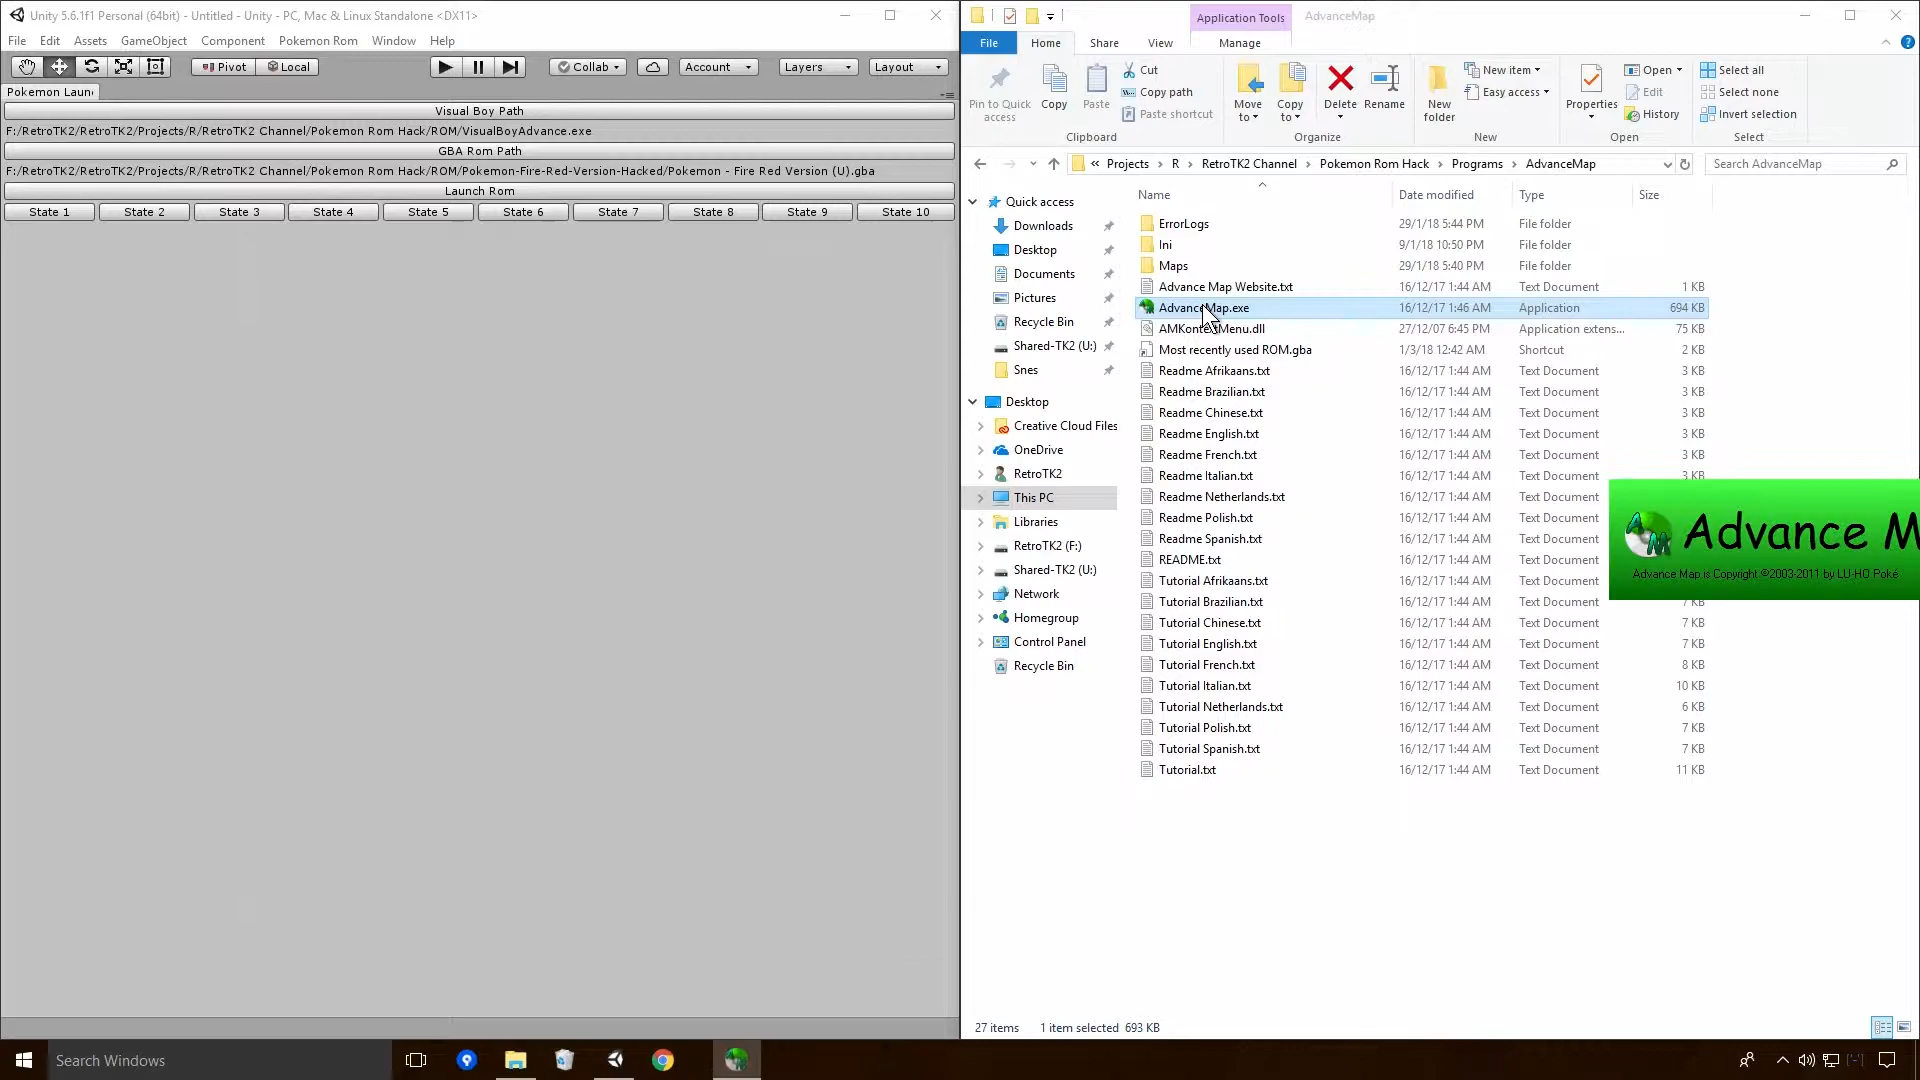 Unity 5.6.1f1 Personal (64bit) - Untitled - Unity - PC, Mac & Linux Standalone <DX11>
File Edit Assets GameObject Component Pokemon Rom Window Help
Pivot Local Collab Account Layers Layout
Pokemon Laun
Visual Boy Path
F:/RetroTK2/RetroTK2/Projects/R/RetroTK2 Channel/Pokemon Rom Hack/ROM/VisualBoyAdvance.exe
GBA Rom Path
F:/RetroTK2/RetroTK2/Projects/R/RetroTK2 Channel/Pokemon Rom Hack/ROM/Pokemon-Fire-Red-Version-Hacked/Pokemon - Fire Red Version (U).gba
Launch Rom
State 1 State 2 State 3 State 4 State 5 State 6 State 7 State 8 State 9 State 10
Application Tools AdvanceMap
File Home Share View Manage
Pin to Quick access
Copy
Paste
Cut
Copy path
Paste shortcut
Clipboard
Move to
Copy to
Delete
Rename
Organize
New folder
New item
Easy access
New
Properties
Open
Edit
History
Open
Select all
Select none
Invert selection
Select
« Projects R RetroTK2 Channel Pokemon Rom Hack Programs AdvanceMap
Search AdvanceMap
Quick access
Downloads
Desktop
Documents
Pictures
Recycle Bin
Shared-TK2 (U:)
Snes
Desktop
Creative Cloud Files
OneDrive
RetroTK2
This PC
Libraries
RetroTK2 (F:)
Shared-TK2 (U:)
Network
Homegroup
Control Panel
Recycle Bin
Name Date modified Type Size
ErrorLogs 29/1/18 5:44 PM File folder
Ini 9/1/18 10:50 PM File folder
Maps 29/1/18 5:40 PM File folder
Advance Map Website.txt 16/12/17 1:44 AM Text Document 1 KB
AdvanceMap.exe 16/12/17 1:46 AM Application 694 KB
AMKontextMenu.dll 27/12/07 6:45 PM Application extens... 75 KB
Most recently used ROM.gba 1/3/18 12:42 AM Shortcut 2 KB
Readme Afrikaans.txt 16/12/17 1:44 AM Text Document 3 KB
Readme Brazilian.txt 16/12/17 1:44 AM Text Document 3 KB
Readme Chinese.txt 16/12/17 1:44 AM Text Document 3 KB
Readme English.txt 16/12/17 1:44 AM Text Document 3 KB
Readme French.txt 16/12/17 1:44 AM Text Document 3 KB
Readme Italian.txt 16/12/17 1:44 AM Text Document 3 KB
Readme Netherlands.txt 16/12/17 1:44 AM Text Document
Readme Polish.txt 16/12/17 1:44 AM Text Document
Readme Spanish.txt 16/12/17 1:44 AM Text Document
README.txt 16/12/17 1:44 AM Text Document
Tutorial Afrikaans.txt 16/12/17 1:44 AM Text Document
Tutorial Brazilian.txt 16/12/17 1:44 AM Text Document 7 KB
Tutorial Chinese.txt 16/12/17 1:44 AM Text Document 7 KB
Tutorial English.txt 16/12/17 1:44 AM Text Document 7 KB
Tutorial French.txt 16/12/17 1:44 AM Text Document 8 KB
Tutorial Italian.txt 16/12/17 1:44 AM Text Document 10 KB
Tutorial Netherlands.txt 16/12/17 1:44 AM Text Document 6 KB
Tutorial Polish.txt 16/12/17 1:44 AM Text Document 7 KB
Tutorial Spanish.txt 16/12/17 1:44 AM Text Document 7 KB
Tutorial.txt 16/12/17 1:44 AM Text Document 11 KB
AM Advance M
Advance Map is Copyright ©2003-2011 by LU-HO Poké
27 items 1 item selected 693 KB
Search Windows